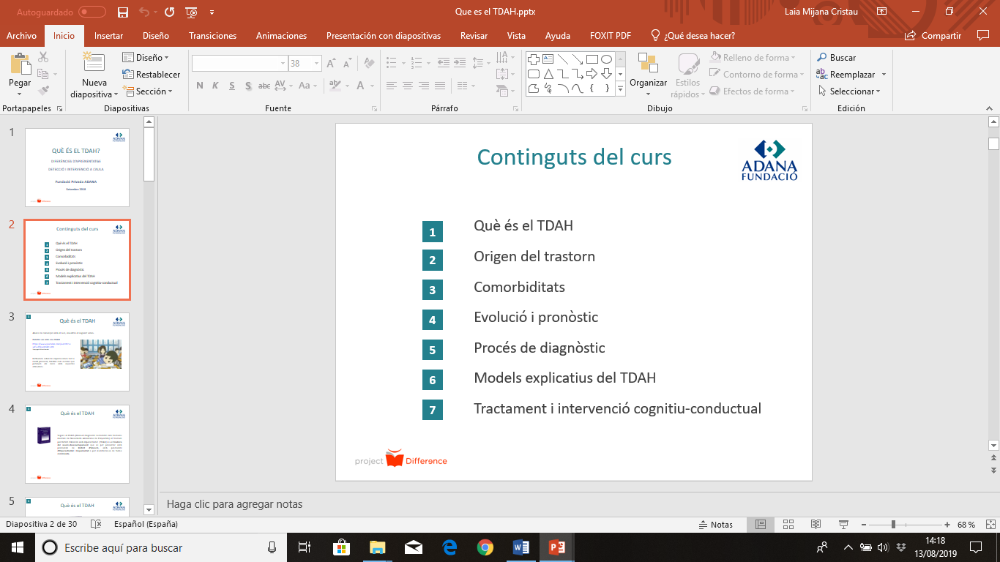 Autoguardado
Que es el TDAH.pptx
Laia Mijana Cristau
Archivo Inicio Insertar Diseño Transiciones Animaciones Presentación con diapositivas Revisar Vista Ayuda FOXIT PDF ¿Qué desea hacer? Compartir
Pegar
Nueva diapositiva
Diseño
Restablecer
Sección
38
N K S S abc AV Aa A
Organizar
Estilos rápidos
Relleno de forma
Contorno de forma
Efectos de forma
Buscar
Reemplazar
Seleccionar
Portapapeles Diapositivas Fuente Párrafo Dibujo Edición
1
QUÈ ÉS EL TDAH?
DIFERÈNCIES D'APRENENTATGE
DETECCIÓ I INTERVENCIÓ A L'AULA
Fundació Privada ADANA
Setembre 2018
2
Continguts del curs
Què és el TDAH
Origen del trastorn
Comorbiditats
Evolució i pronòstic
Procés de diagnòstic
Models explicatius del TDAH
Tractament i intervenció cognitiu-conductual
3
Què és el TDAH
4
Què és el TDAH
5
Què és el TDAH
Continguts del curs
ADANA
FUNDACIÓ
1 Què és el TDAH
2 Origen del trastorn
3 Comorbiditats
4 Evolució i pronòstic
5 Procés de diagnòstic
6 Models explicatius del TDAH
7 Tractament i intervenció cognitiu-conductual
project Difference
Haga clic para agregar notas
Diapositiva 2 de 30 Español (España) Notas 68 %
Escribe aquí para buscar
14:18
13/08/2019